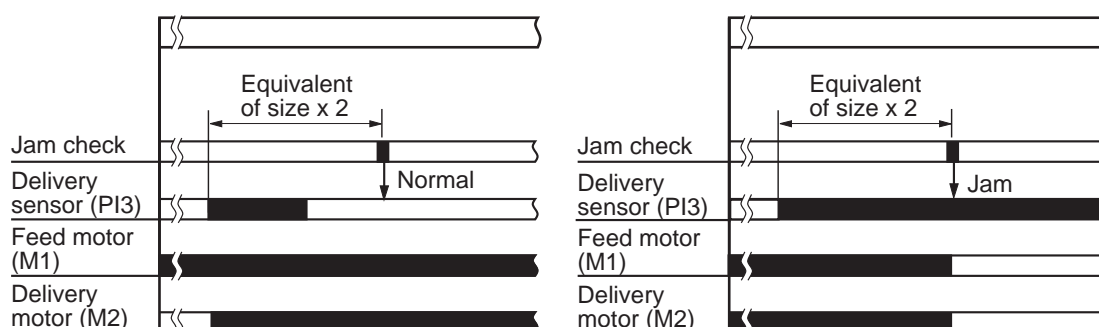 Equivalent
of size x 2
Jam check
Normal
Delivery
sensor (PI3)
Feed motor
(M1)
Delivery
motor (M2)
Equivalent
of size x 2
Jam check
Jam
Delivery
sensor (PI3)
Feed motor
(M1)
Delivery
motor (M2)